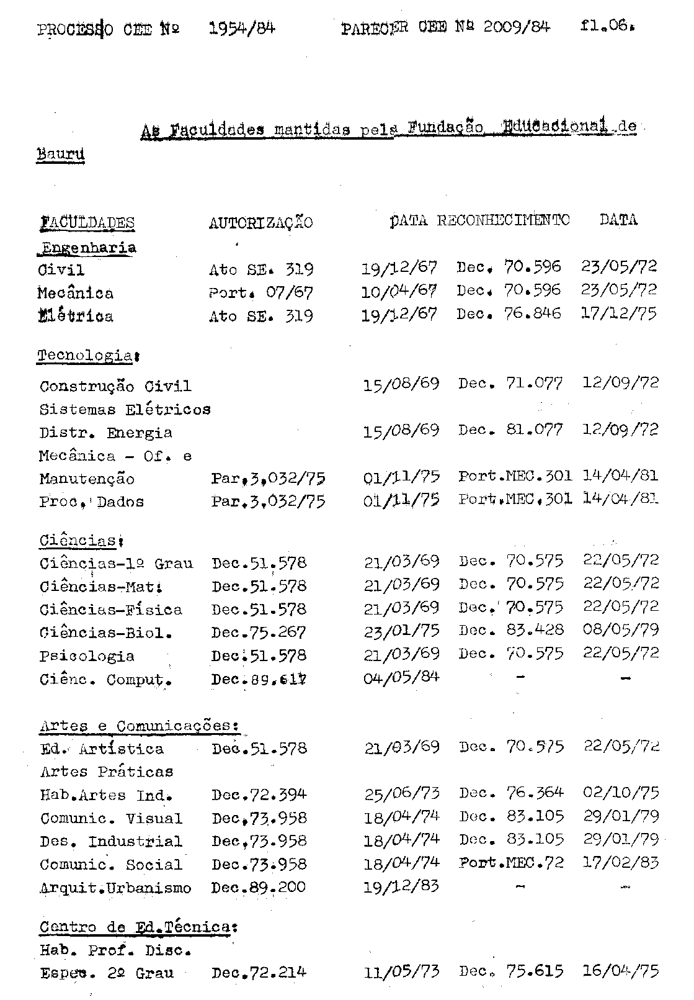 PROCESSO CEE Nº 1954/84 PARECER CEE Nº 2009/84 fl.06.
As Faculdades mantidas pela Fundação Educacional de
Bauru
FACULDADES AUTORIZAÇÃO DATA RECONHECIMENTO DATA
Engenharia
Civil Ato SE. 319 19/12/67 Dec. 70.596 23/05/72
Mecânica Port. 07/67 10/04/67 Dec. 70.596 23/05/72
Elétrica Ato SE. 319 19/12/67 Dec. 76.846 17/12/75
Tecnologia:
Construção Civil 15/08/69 Dec. 71.077 12/09/72
Sistemas Elétricos
Distr. Energia 15/08/69 Dec. 81.077 12/09/72
Mecânica - Of. e
Manutenção Par.3.032/75 01/11/75 Port.MEC.301 14/04/81
Proc. Dados Par.3.032/75 01/11/75 Port.MEC.301 14/04/81
Ciências:
Ciências-1º Grau Dec.51.578 21/03/69 Dec. 70.575 22/05/72
Ciências-Mat: Dec.51.578 21/03/69 Dec. 70.575 22/05/72
Ciências-Física Dec.51.578 21/03/69 Dec. 70.575 22/05/72
Ciências-Biol. Dec.75.267 23/01/75 Dec. 83.428 08/05/79
Psicologia Dec.51.578 21/03/69 Dec. 70.575 22/05/72
Ciênc. Comput. Dec.89.617 04/05/84 - -
Artes e Comunicações:
Ed. Artística Dec.51.578 21/03/69 Dec. 70.575 22/05/72
Artes Práticas
Hab.Artes Ind. Dec.72.394 25/06/73 Dec. 76.364 02/10/75
Comunic. Visual Dec.73.958 18/04/74 Dec. 83.105 29/01/79
Des. Industrial Dec.73.958 18/04/74 Dec. 83.105 29/01/79
Comunic. Social Dec.73.958 18/04/74 Port.MEC.72 17/02/83
Arquit.Urbanismo Dec.89.200 19/12/83 - -
Centro de Ed.Técnica:
Hab. Prof. Disc.
Espec. 2º Grau Dec.72.214 11/05/73 Dec. 75.615 16/04/75